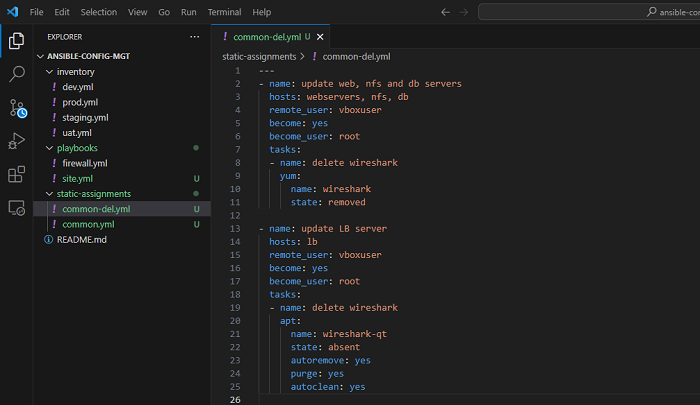 File Edit Selection View Go Run Terminal Help
ansible-con
EXPLORER
ANSIBLE-CONFIG-MGT
inventory
! dev.yml
! prod.yml
! staging.yml
! uat.yml
playbooks
! firewall.yml
! site.yml U
static-assignments
! common-del.yml U
! common.yml U
README.md
! common-del.yml U
static-assignments > ! common-del.yml
1 ---
2 - name: update web, nfs and db servers
3 hosts: webservers, nfs, db
4 remote_user: vboxuser
5 become: yes
6 become_user: root
7 tasks:
8 - name: delete wireshark
9 yum:
10 name: wireshark
11 state: removed
12
13 - name: update LB server
14 hosts: lb
15 remote_user: vboxuser
16 become: yes
17 become_user: root
18 tasks:
19 - name: delete wireshark
20 apt:
21 name: wireshark-qt
22 state: absent
23 autoremove: yes
24 purge: yes
25 autoclean: yes
26